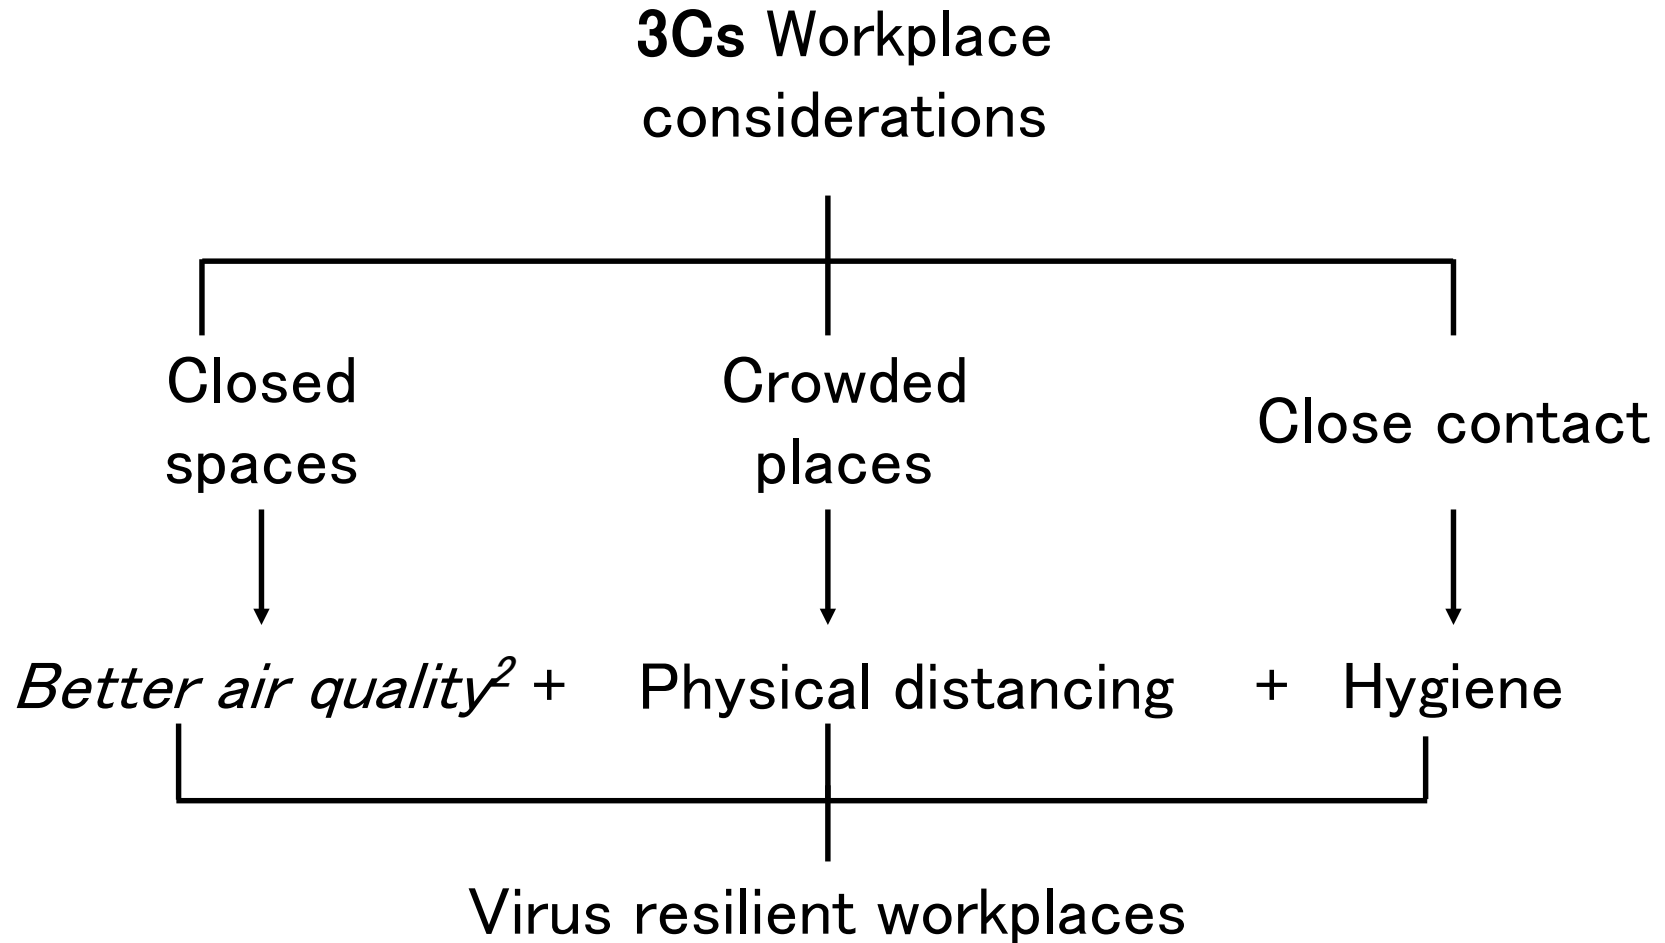 3Cs Workplace
considerations
Closed
spaces
Crowded
places
Close contact
Better air quality² + Physical distancing + Hygiene
Virus resilient workplaces